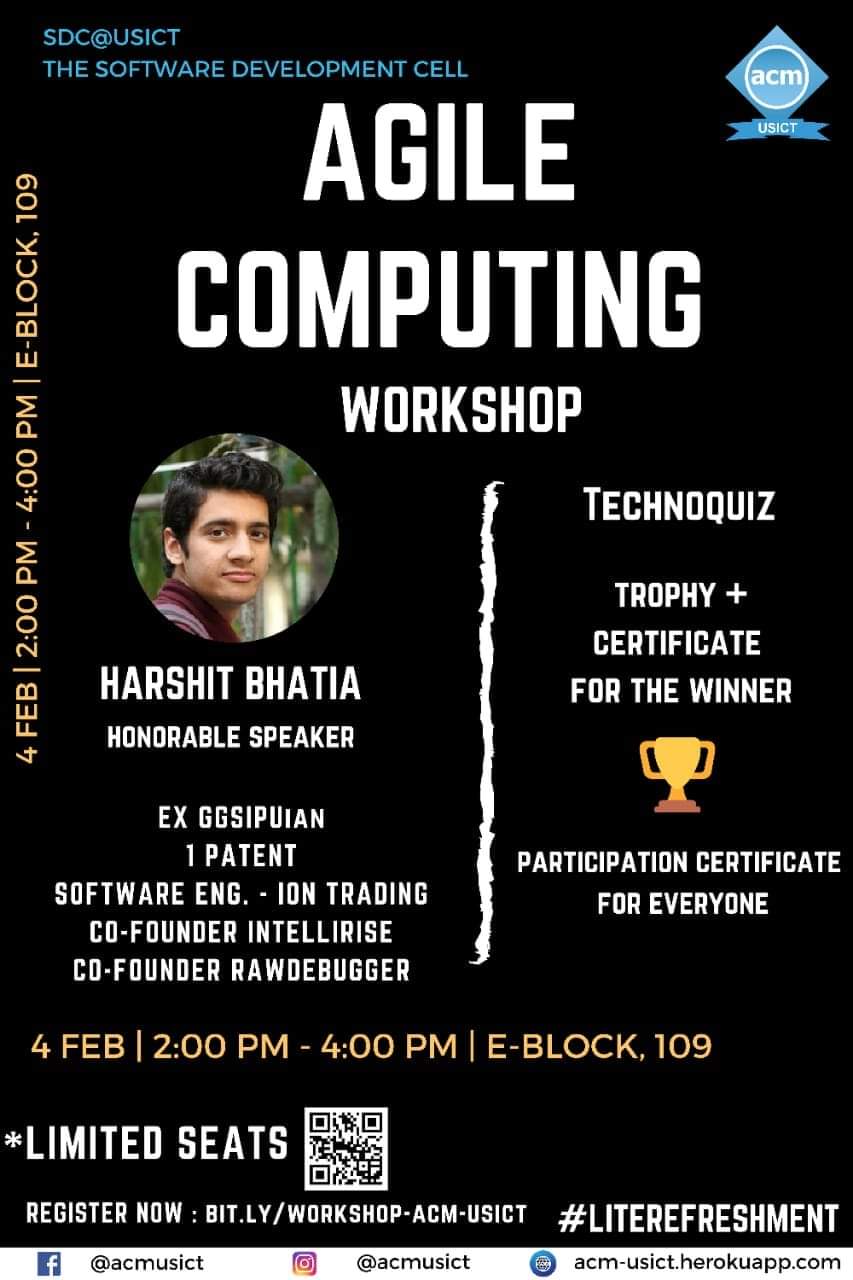 SDC@USICT
THE SOFTWARE DEVELOPMENT CELL
acm
USICT
AGILE
COMPUTING
WORKSHOP
4 FEB | 2:00 PM - 4:00 PM | E-BLOCK, 109
HARSHIT BHATIA
HONORABLE SPEAKER
EX GGSIPUIAN
1 PATENT
SOFTWARE ENG. - ION TRADING
CO-FOUNDER INTELLIRISE
CO-FOUNDER RAWDEBUGGER
TECHNOQUIZ
TROPHY +
CERTIFICATE
FOR THE WINNER
PARTICIPATION CERTIFICATE
FOR EVERYONE
4 FEB | 2:00 PM - 4:00 PM | E-BLOCK, 109
*LIMITED SEATS
REGISTER NOW : BIT.LY/WORKSHOP-ACM-USICT
#LITEREFRESHMENT
@acmusict
@acmusict
acm-usict.herokuapp.com